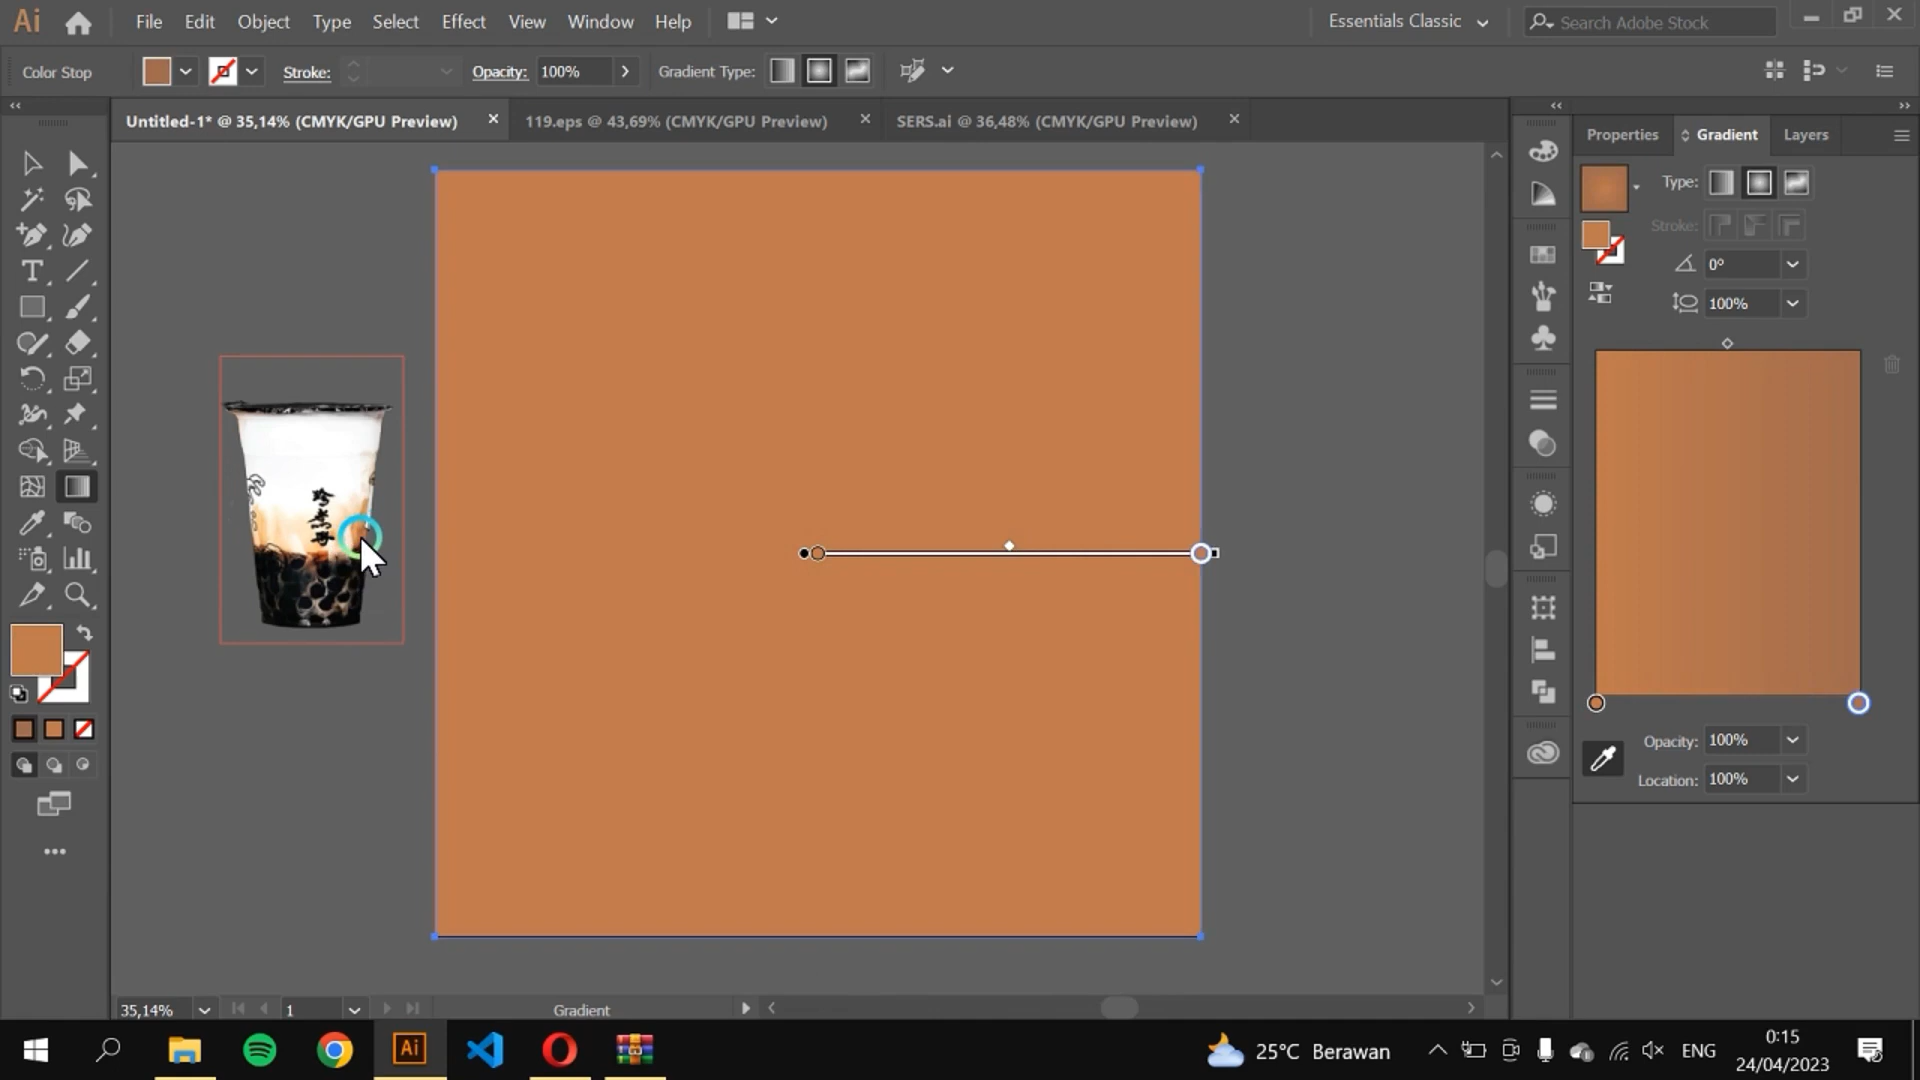 Ai File Edit Object Type Select Effect View Window Help Essentials Classic Search Adobe Stock
Color Stop Stroke: Opacity: 100% Gradient Type:
Untitled-1* @ 35,14% (CMYK/GPU Preview) 119.eps @ 43,69% (CMYK/GPU Preview) SERS.ai @ 36,48% (CMYK/GPU Preview)
Properties Gradient Layers
Type:
Stroke:
0°
100%
Opacity: 100%
Location: 100%
35,14% 1 Gradient
Ai 25°C Berawan ENG 0:15
24/04/2023